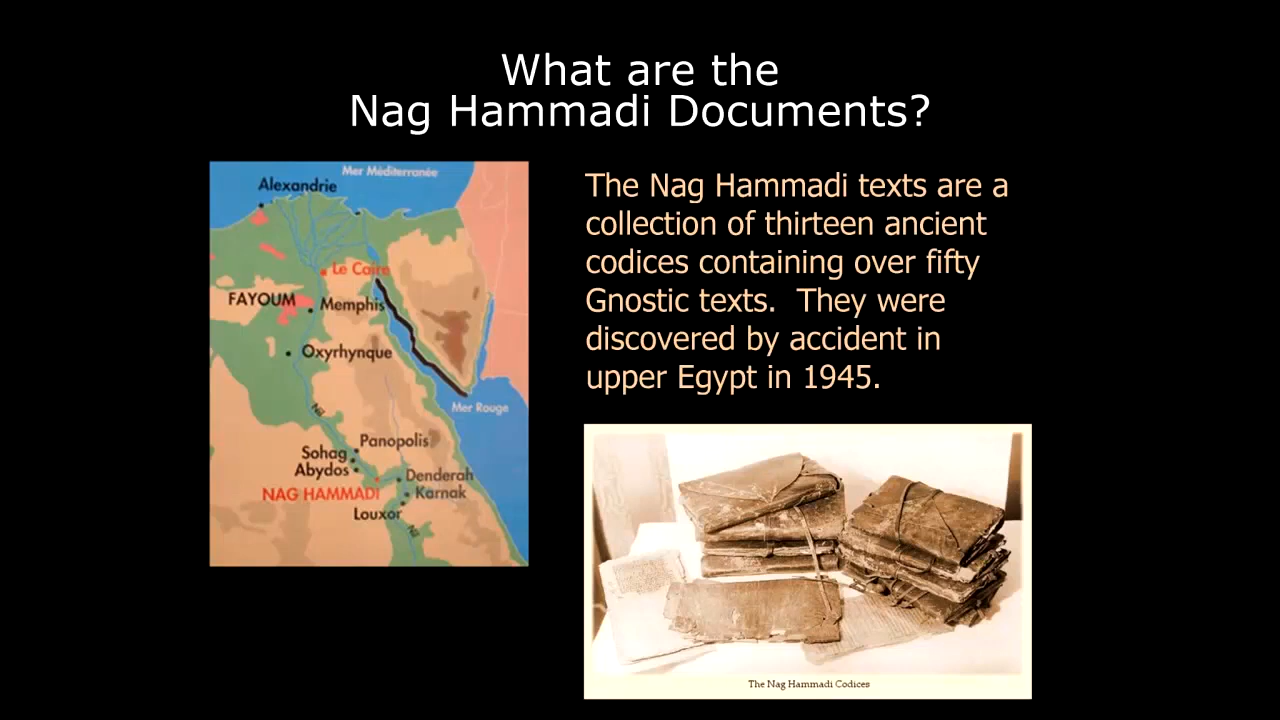 What are the
Nag Hammadi Documents?
Mer Méditerranée
Alexandrie
Le Caire
FAYOUM
Memphis
Oxyrhynque
Mer Rouge
Nil
Panopolis
Sohag
Abydos
Denderah
NAG HAMMADI
Karnak
Louxor
Nil
The Nag Hammadi texts are a
collection of thirteen ancient
codices containing over fifty
Gnostic texts.  They were
discovered by accident in
upper Egypt in 1945.
The Nag Hammadi Codices